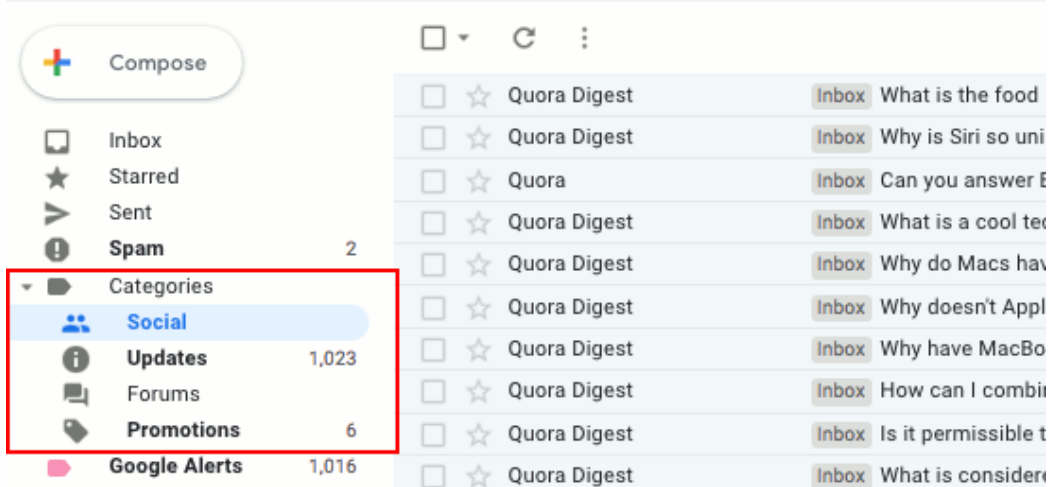 Compose
Inbox
Starred
Sent
Spam 2
Categories
Social
Updates 1,023
Forums
Promotions 6
Google Alerts 1,016
Quora Digest Inbox What is the food
Quora Digest Inbox Why is Siri so uni
Quora Inbox Can you answer
Quora Digest Inbox What is a cool tec
Quora Digest Inbox Why do Macs hav
Quora Digest Inbox Why doesn't Appl
Quora Digest Inbox Why have MacBo
Quora Digest Inbox How can I combin
Quora Digest Inbox Is it permissible t
Quora Digest Inbox What is considere